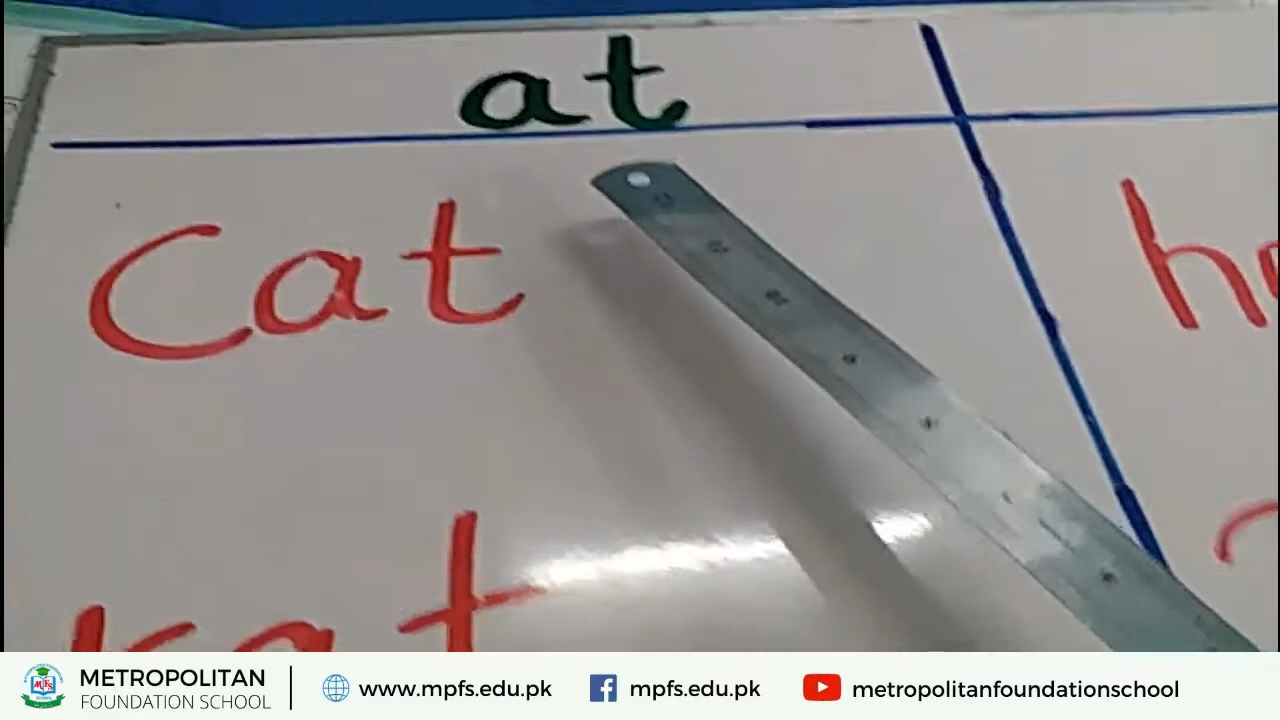 at
Cat
METROPOLITAN
FOUNDATION SCHOOL
www.mpfs.edu.pk
mpfs.edu.pk
metropolitanfoundationschool